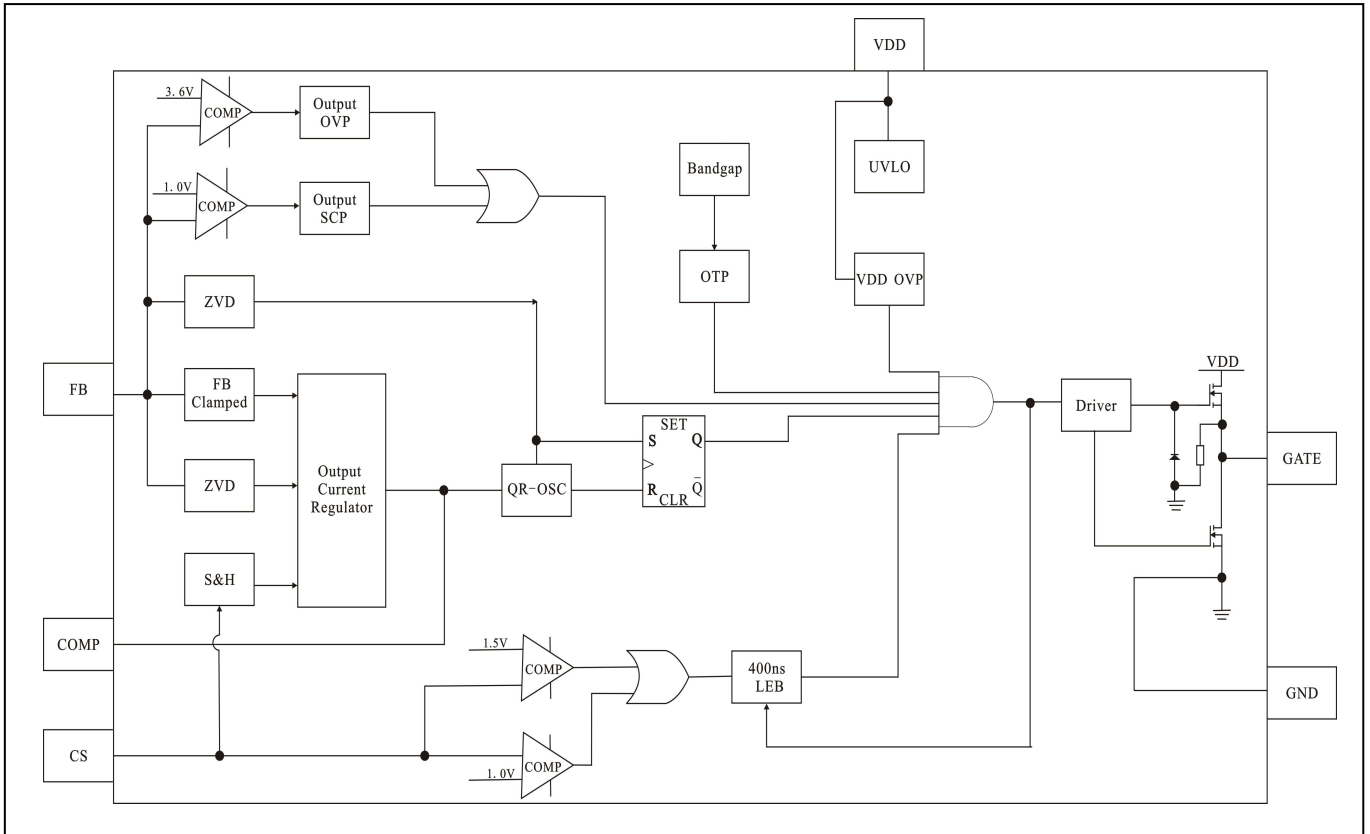 VDD
3. 6V
COMP
Output
OVP
1. 0V
COMP
Output
SCP
Bandgap
UVLO
ZVD
OTP
VDD OVP
FB
FB
Clamped
ZVD
S&H
Output
Current
Regulator
QR-OSC
SET
S Q
R Q̅
CLR
Driver
VDD
GATE
COMP
1.5V
COMP
400ns
LEB
GND
CS
1. 0V
COMP